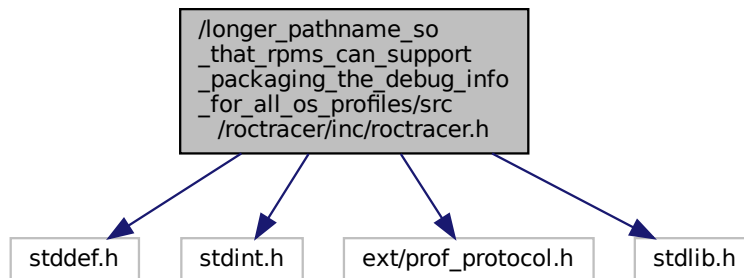 /longer_pathname_so
_that_rpms_can_support
_packaging_the_debug_info
_for_all_os_profiles/src
/roctracer/inc/roctracer.h
stddef.h
stdint.h
ext/prof_protocol.h
stdlib.h